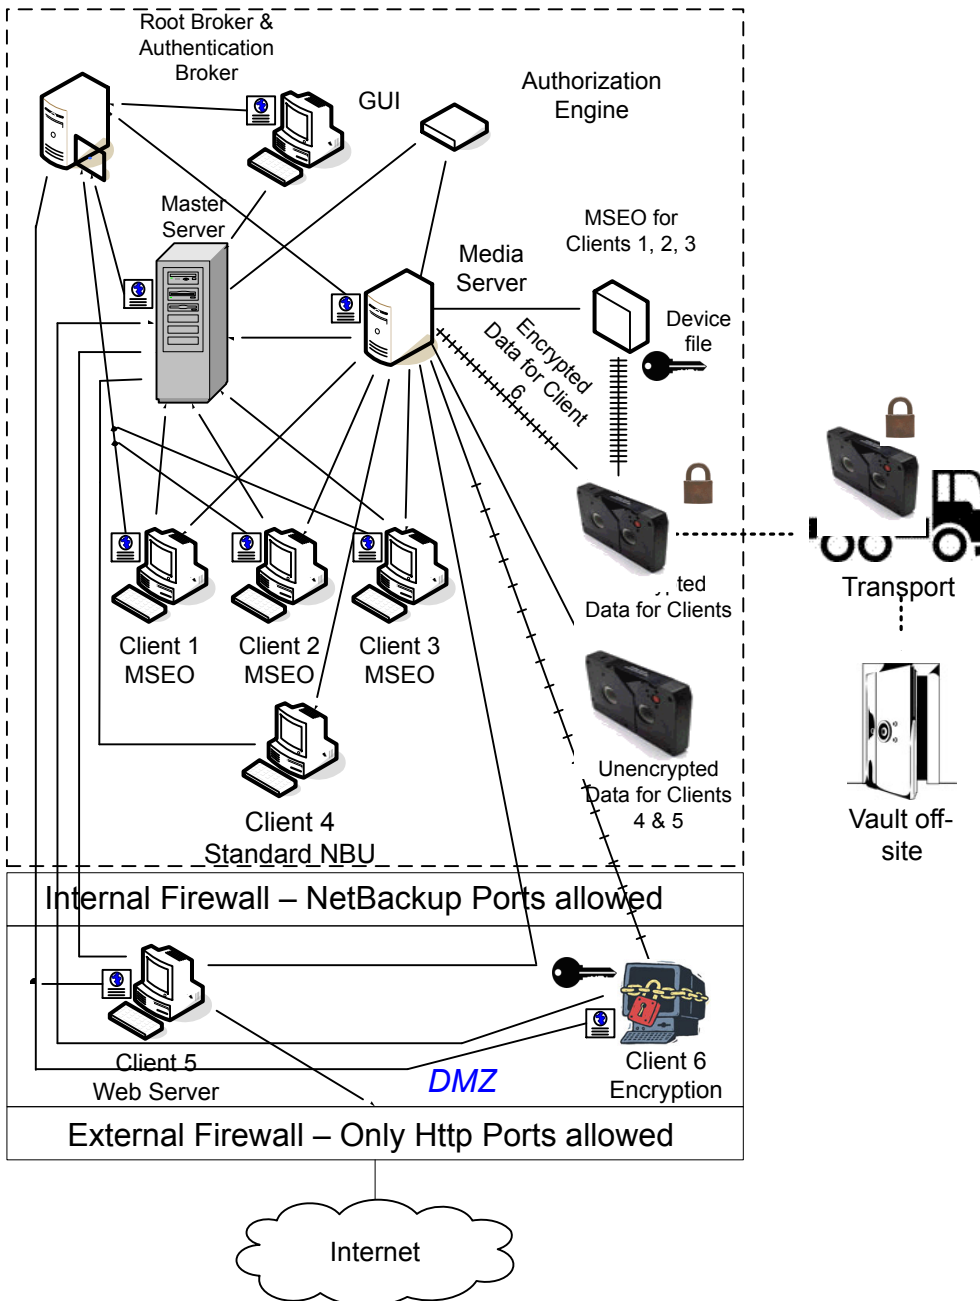 Root Broker &
Authentication
Broker
GUI
Authorization
Engine
Master
Server
MSEO for
Clients 1, 2, 3
Media
Server
Device
file
Encrypted
Data for Client
6
Data for Clients
Transport
Client 1
MSEO
Client 2
MSEO
Client 3
MSEO
Unencrypted
Data for Clients
4 & 5
Vault off-
site
Client 4
Standard NBU
Internal Firewall – NetBackup Ports allowed
Client 5
Web Server
DMZ
Client 6
Encryption
External Firewall – Only Http Ports allowed
Internet